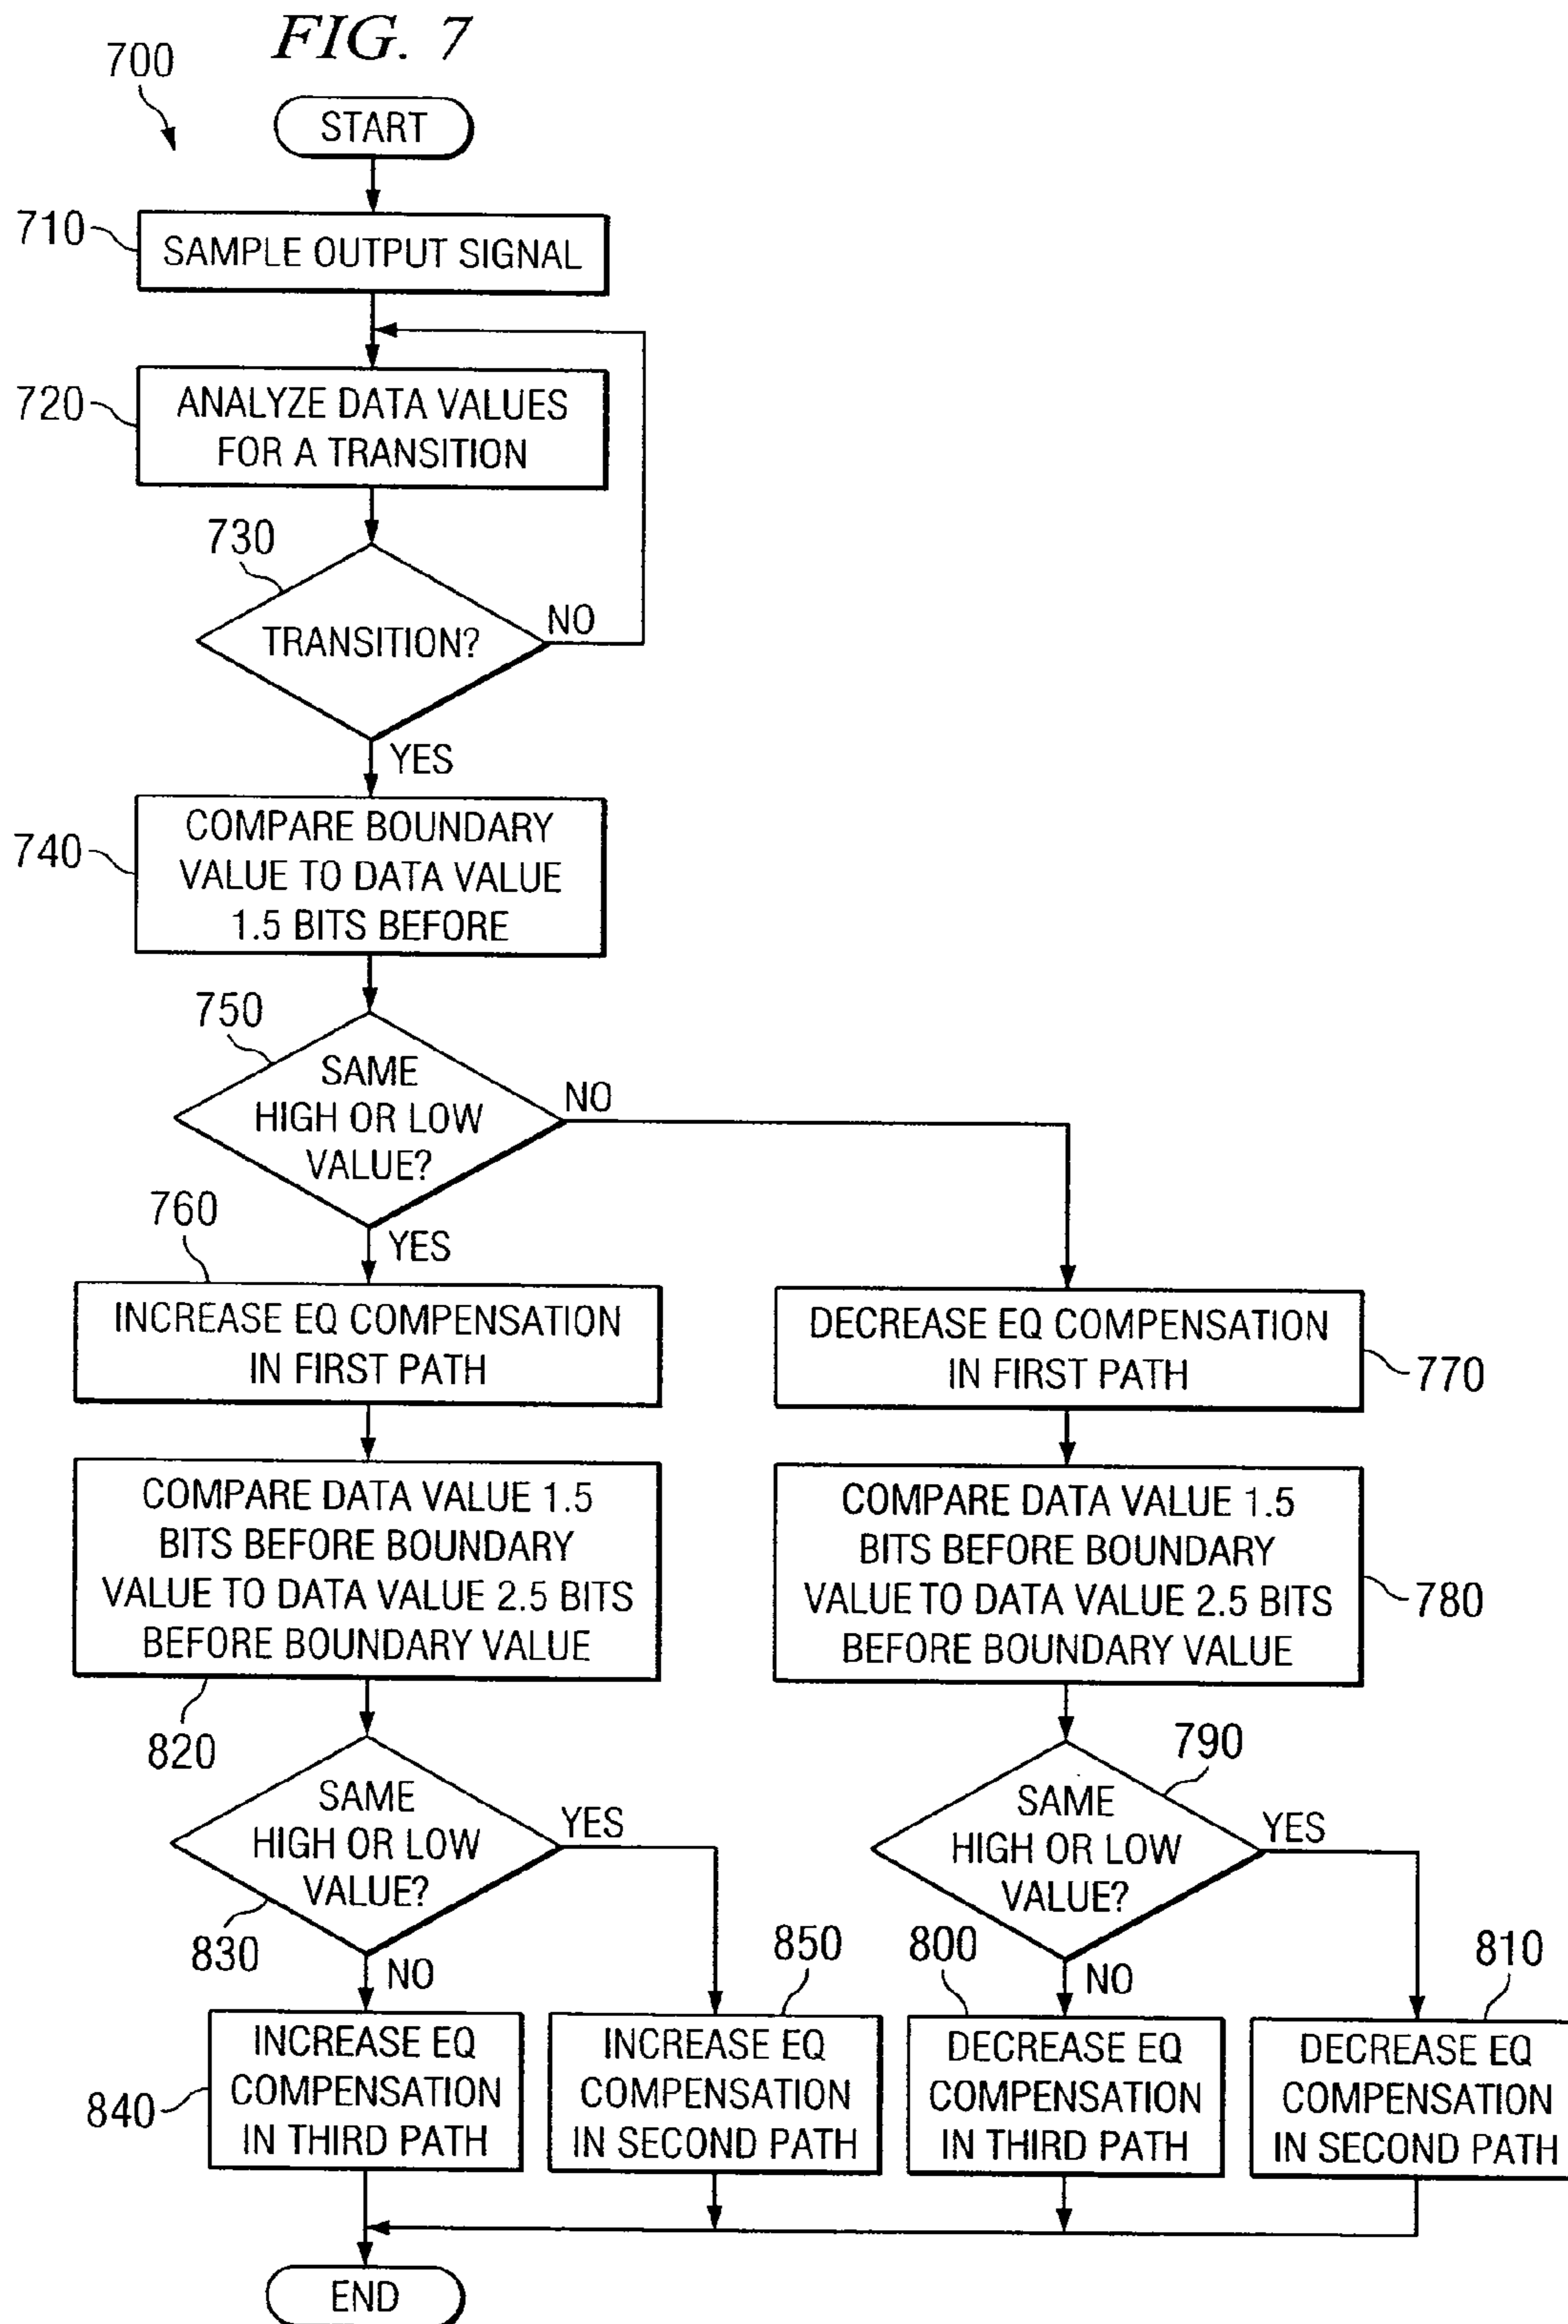 FIG. 7
700
START
710
SAMPLE OUTPUT SIGNAL
720
ANALYZE DATA VALUES
FOR A TRANSITION
730
TRANSITION?
NO
YES
740
COMPARE BOUNDARY
VALUE TO DATA VALUE
1.5 BITS BEFORE
750
SAME
HIGH OR LOW
VALUE?
NO
YES
760
INCREASE EQ COMPENSATION
IN FIRST PATH
DECREASE EQ COMPENSATION
IN FIRST PATH
770
COMPARE DATA VALUE 1.5
BITS BEFORE BOUNDARY
VALUE TO DATA VALUE 2.5 BITS
BEFORE BOUNDARY VALUE
820
COMPARE DATA VALUE 1.5
BITS BEFORE BOUNDARY
VALUE TO DATA VALUE 2.5 BITS
BEFORE BOUNDARY VALUE
780
SAME
HIGH OR LOW
VALUE?
830
YES
NO
790
SAME
HIGH OR LOW
VALUE?
YES
NO
840
INCREASE EQ
COMPENSATION
IN THIRD PATH
850
INCREASE EQ
COMPENSATION
IN SECOND PATH
800
DECREASE EQ
COMPENSATION
IN THIRD PATH
810
DECREASE EQ
COMPENSATION
IN SECOND PATH
END